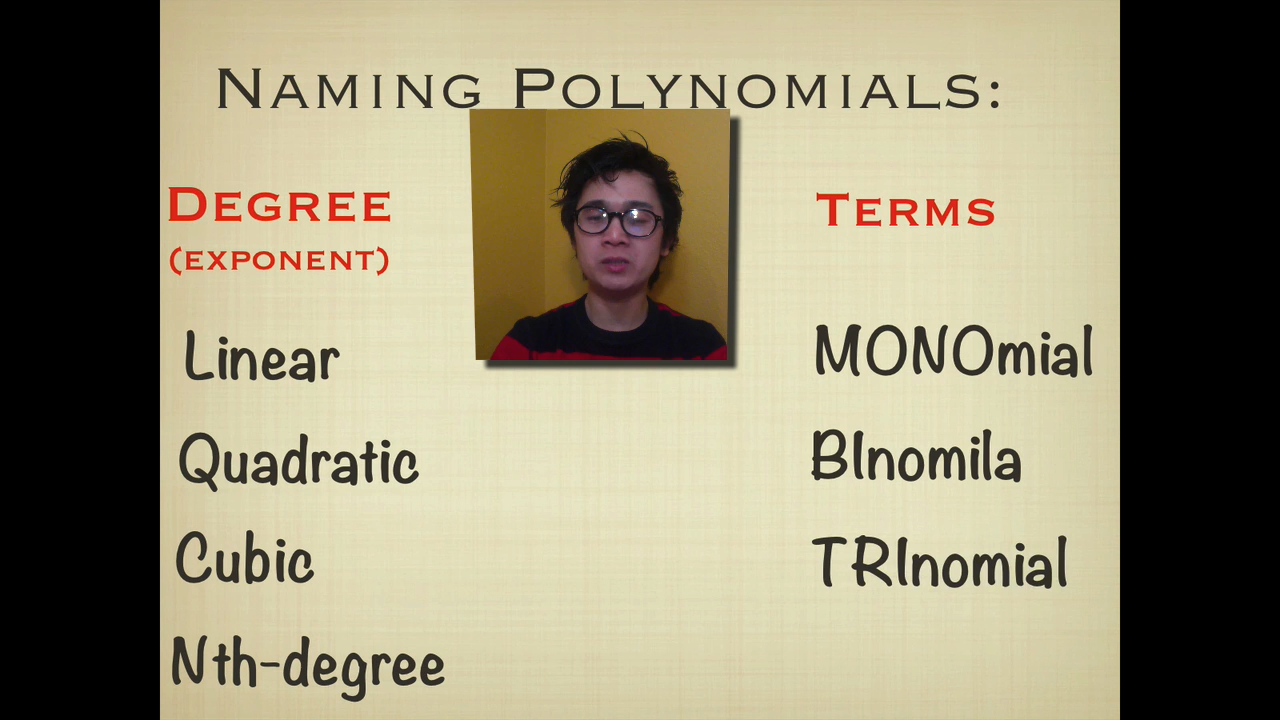 Naming Polynomials:
Degree
(exponent)
Terms
Linear
MONOmial
Quadratic
BInomila
Cubic
TRInomial
Nth-degree